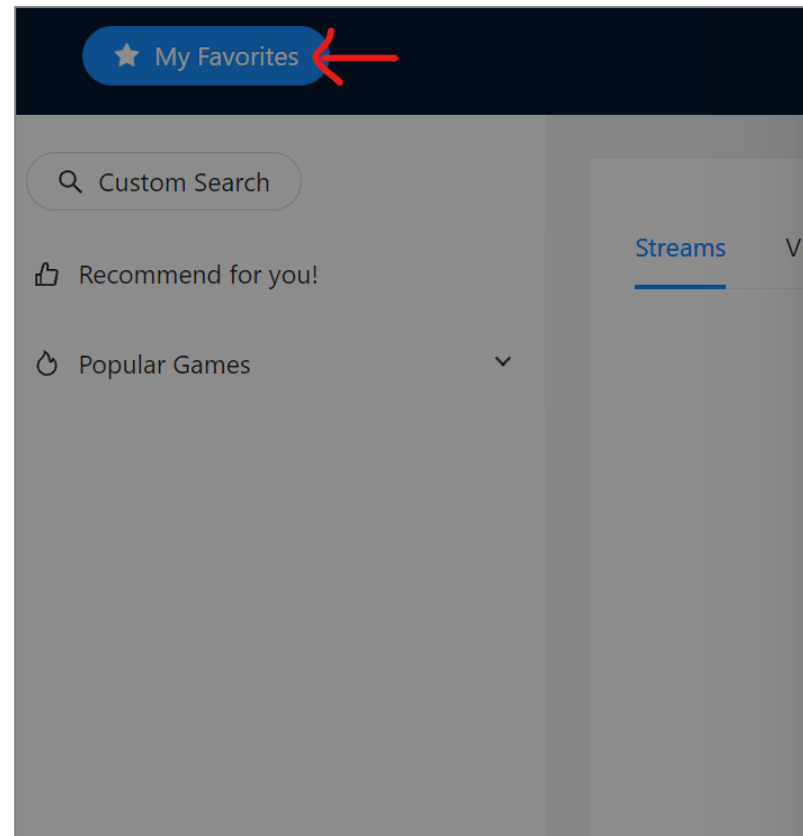 My Favorites
Custom Search
Recommend for you!
Popular Games
Streams V